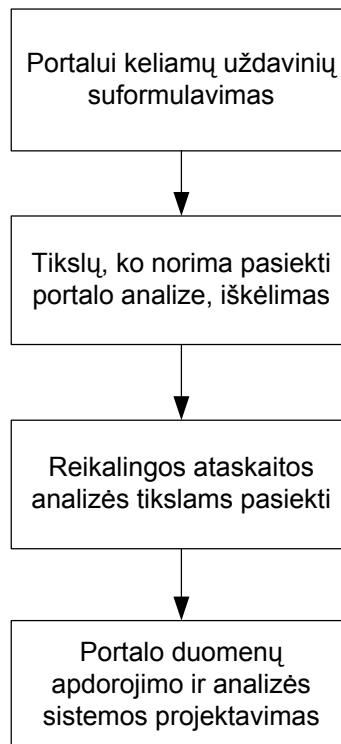 Portalui keliamų uždavinių
suformulavimas
Tikslų, ko norima pasiekti
portalo analize, iškėlimas
Reikalingos ataskaitos
analizės tikslams pasiekti
Portalo duomenų
apdorojimo ir analizės
sistemos projektavimas